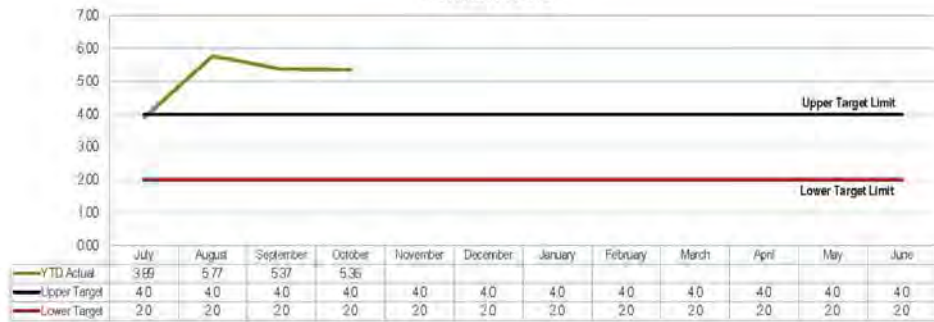 7.00
6.00
5.00
4.00
Upper Target Limit
3.00
2.00
Lower Target Limit
1.00
0.00
July August September October November December January February March April May June
YTD Actual 3.89 5.77 5.37 5.36
Upper Target 4.0 4.0 4.0 4.0 4.0 4.0 4.0 4.0 4.0 4.0 4.0 4.0
Lower Target 2.0 2.0 2.0 2.0 2.0 2.0 2.0 2.0 2.0 2.0 2.0 2.0